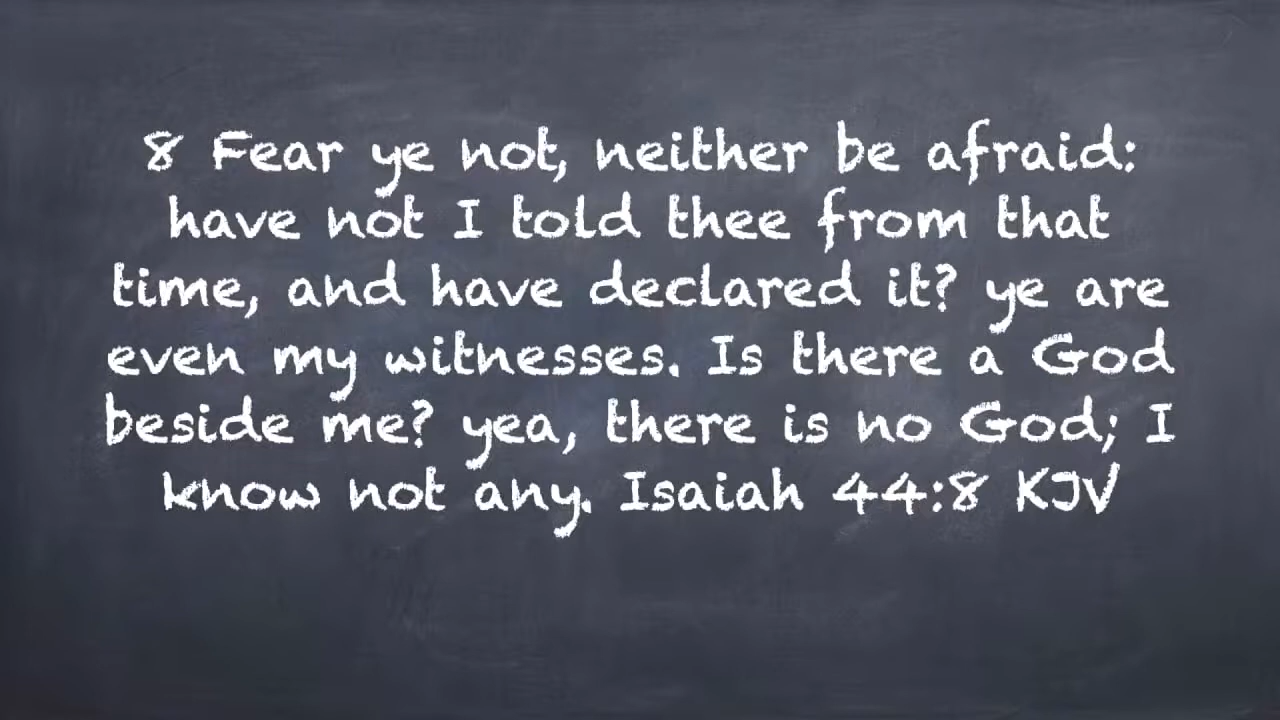 8 Fear ye not, neither be afraid:
have not I told thee from that
time, and have declared it? ye are
even my witnesses. Is there a God
beside me? yea, there is no God; I
know not any. Isaiah 44:8 KJV